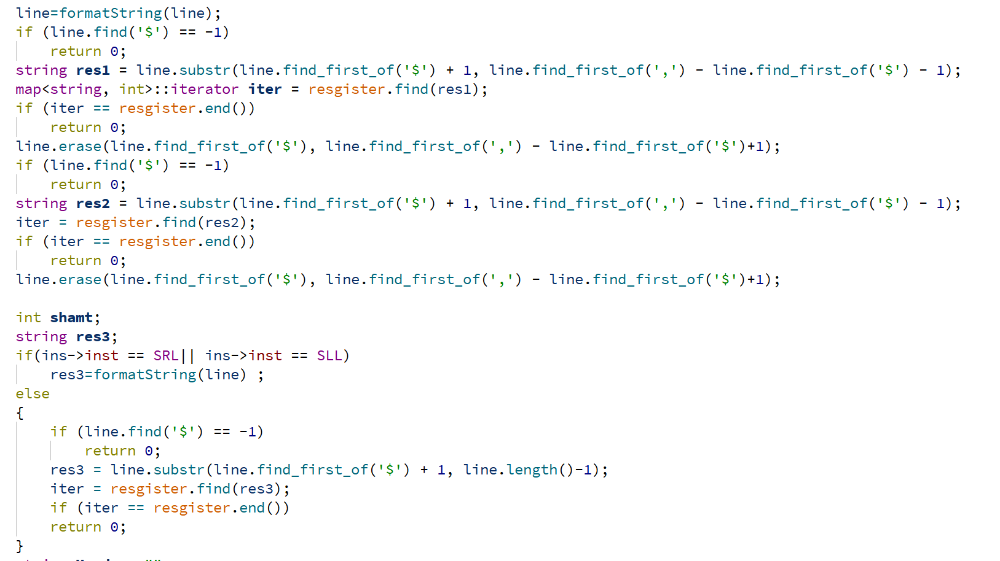 line=formatString(line);
if (line.find('$') == -1)
    return 0;
string res1 = line.substr(line.find_first_of('$') + 1, line.find_first_of(',') - line.find_first_of('$') - 1);
map<string, int>::iterator iter = resgister.find(res1);
if (iter == resgister.end())
    return 0;
line.erase(line.find_first_of('$'), line.find_first_of(',') - line.find_first_of('$')+1);
if (line.find('$') == -1)
    return 0;
string res2 = line.substr(line.find_first_of('$') + 1, line.find_first_of(',') - line.find_first_of('$') - 1);
iter = resgister.find(res2);
if (iter == resgister.end())
    return 0;
line.erase(line.find_first_of('$'), line.find_first_of(',') - line.find_first_of('$')+1);

int shamt;
string res3;
if(ins->inst == SRL|| ins->inst == SLL)
    res3=formatString(line) ;
else
{
    if (line.find('$') == -1)
        return 0;
    res3 = line.substr(line.find_first_of('$') + 1, line.length()-1);
    iter = resgister.find(res3);
    if (iter == resgister.end())
    return 0;
}